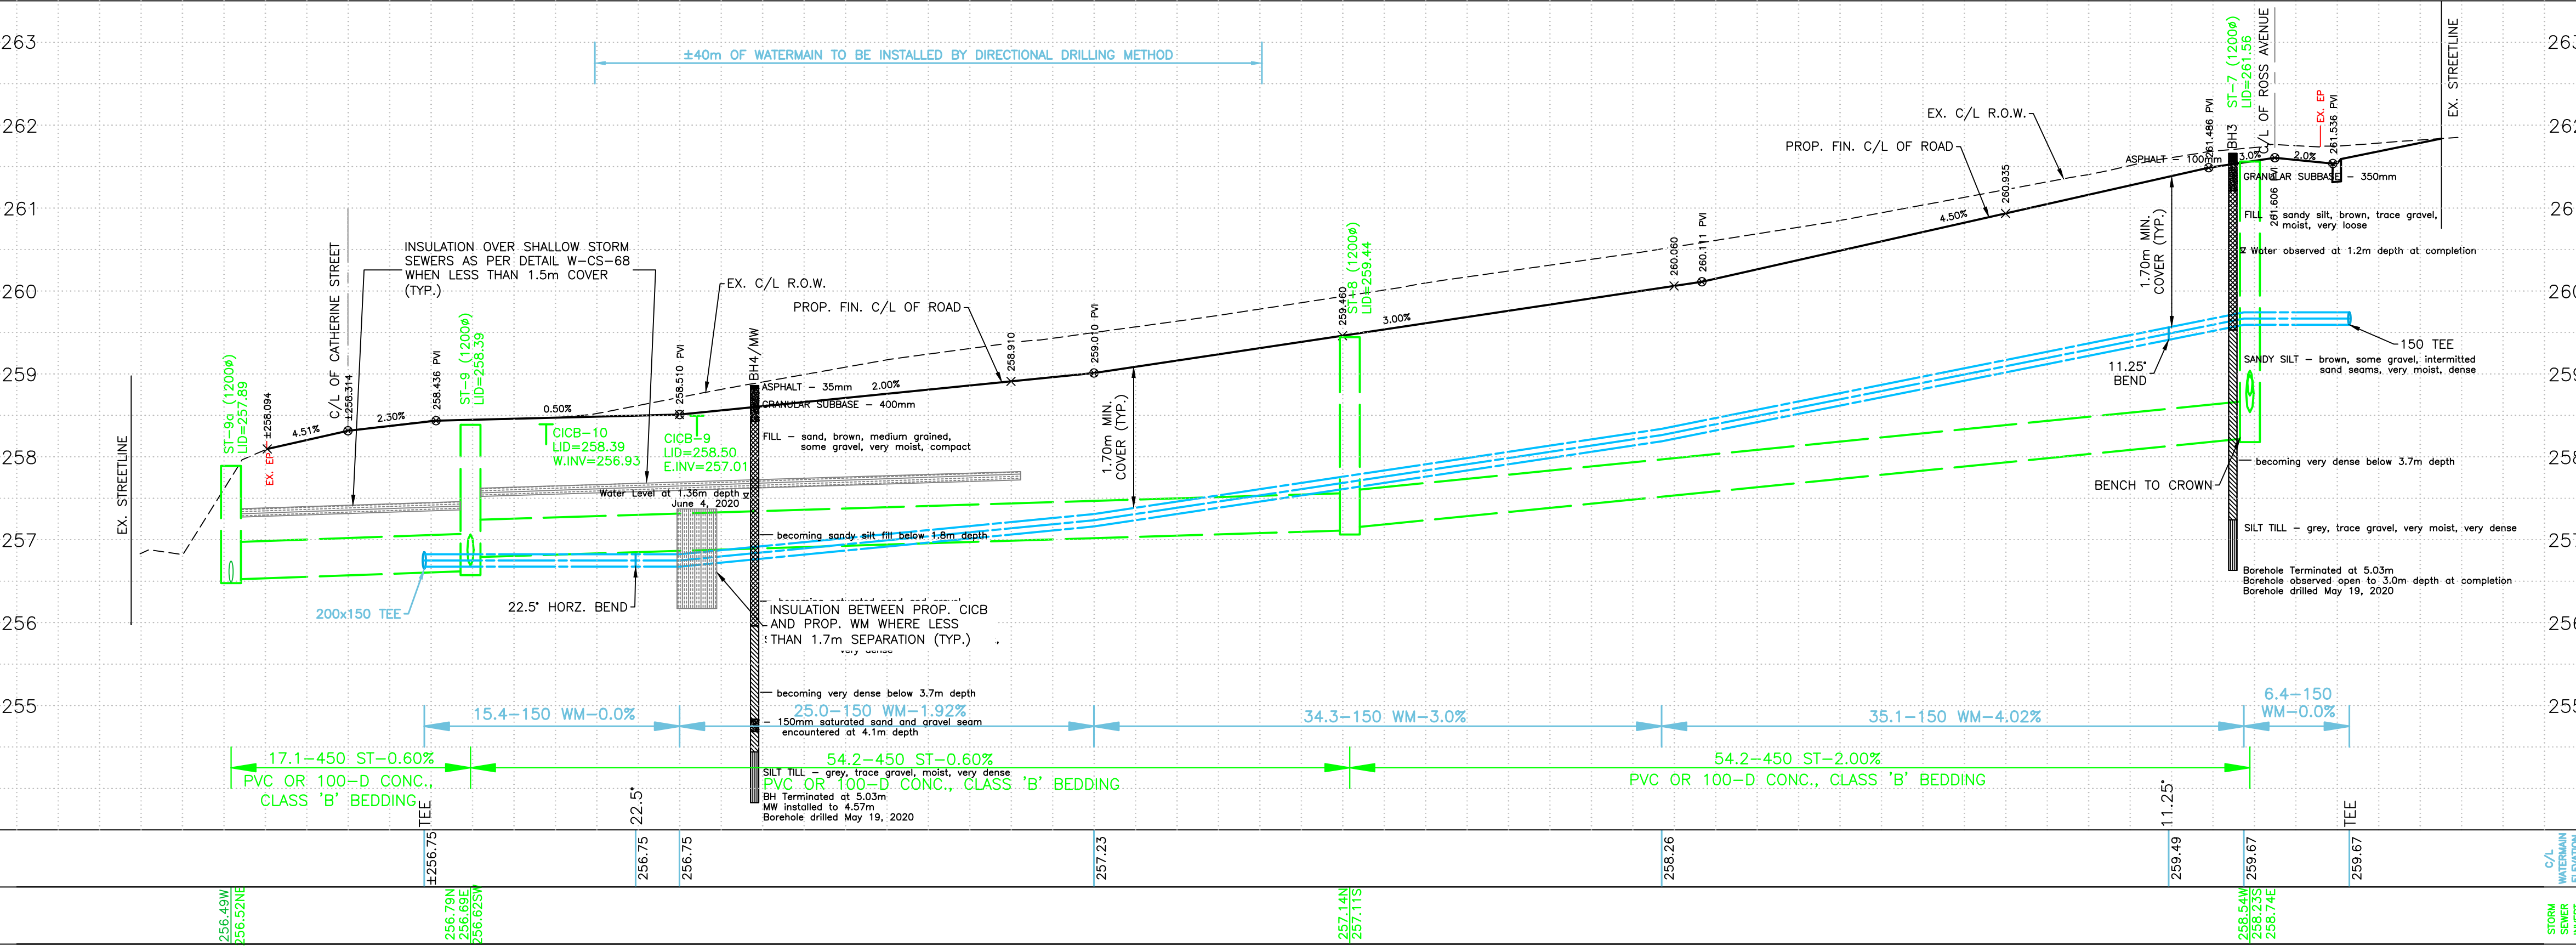 263
262
261
260
259
258
257
256
255
±40m OF WATERMAIN TO BE INSTALLED BY DIRECTIONAL DRILLING METHOD
EX. STREETLINE
ST-9a (1200ø)
LID=257.89
EX. EP
±258.094
4.51%
C/L OF CATHERINE STREET
±258.314
2.30%
258.436 PVI
INSULATION OVER SHALLOW STORM
SEWERS AS PER DETAIL W-CS-68
WHEN LESS THAN 1.5m COVER
(TYP.)
ST-9 (1200ø)
LID=258.39
0.50%
CICB-10
LID=258.39
W.INV=256.93
258.510 PVI
CICB-9
LID=258.50
E.INV=257.01
EX. C/L R.O.W.
PROP. FIN. C/L OF ROAD
BH4/MW
ASPHALT - 35mm
2.00%
GRANULAR SUBBASE - 400mm
FILL - sand, brown, medium grained,
some gravel, very moist, compact
Water Level at 1.36m depth
June 4, 2020
becoming sandy silt fill below 1.8m depth
200x150 TEE
22.5° HORZ. BEND
INSULATION BETWEEN PROP. CICB
AND PROP. WM WHERE LESS
THAN 1.7m SEPARATION (TYP.)
very dense
becoming very dense below 3.7m depth
150mm saturated sand and gravel seam
encountered at 4.1m depth
SILT TILL - grey, trace gravel, moist, very dense
BH Terminated at 5.03m
MW installed to 4.57m
Borehole drilled May 19, 2020
258.910
259.010 PVI
1.70m MIN.
COVER (TYP.)
259.460
ST-8 (1200ø)
LID=259.44
3.00%
260.060
260.111 PVI
EX. C/L R.O.W.
PROP. FIN. C/L OF ROAD
4.50%
260.935
1.70m MIN.
COVER (TYP.)
11.25°
BEND
261.486 PVI
ST-7 (1200ø)
LID=261.56
BH3
C/L OF ROSS AVENUE
EX. EP
261.536 PVI
EX. STREETLINE
ASPHALT - 100mm
3.0%
2.0%
261.606 PVI
GRANULAR SUBBASE - 350mm
FILL - sandy silt, brown, trace gravel,
moist, very loose
Water observed at 1.2m depth at completion
150 TEE
SANDY SILT - brown, some gravel, intermitted
sand seams, very moist, dense
becoming very dense below 3.7m depth
BENCH TO CROWN
SILT TILL - grey, trace gravel, very moist, very dense
Borehole Terminated at 5.03m
Borehole observed open to 3.0m depth at completion
Borehole drilled May 19, 2020
15.4-150 WM-0.0%
25.0-150 WM-1.92%
34.3-150 WM-3.0%
35.1-150 WM-4.02%
6.4-150
WM-0.0%
17.1-450 ST-0.60%
PVC OR 100-D CONC.,
CLASS 'B' BEDDING
54.2-450 ST-0.60%
PVC OR 100-D CONC., CLASS 'B' BEDDING
54.2-450 ST-2.00%
PVC OR 100-D CONC., CLASS 'B' BEDDING
TEE
22.5°
11.25°
TEE
±256.75
256.75
256.75
257.23
258.26
259.49
259.67
259.67
C/L
WATERMAIN
256.49W
256.52NE
256.79N
256.69E
256.62SW
257.14N
257.11S
258.54W
258.23S
258.74E
STORM
SEWER